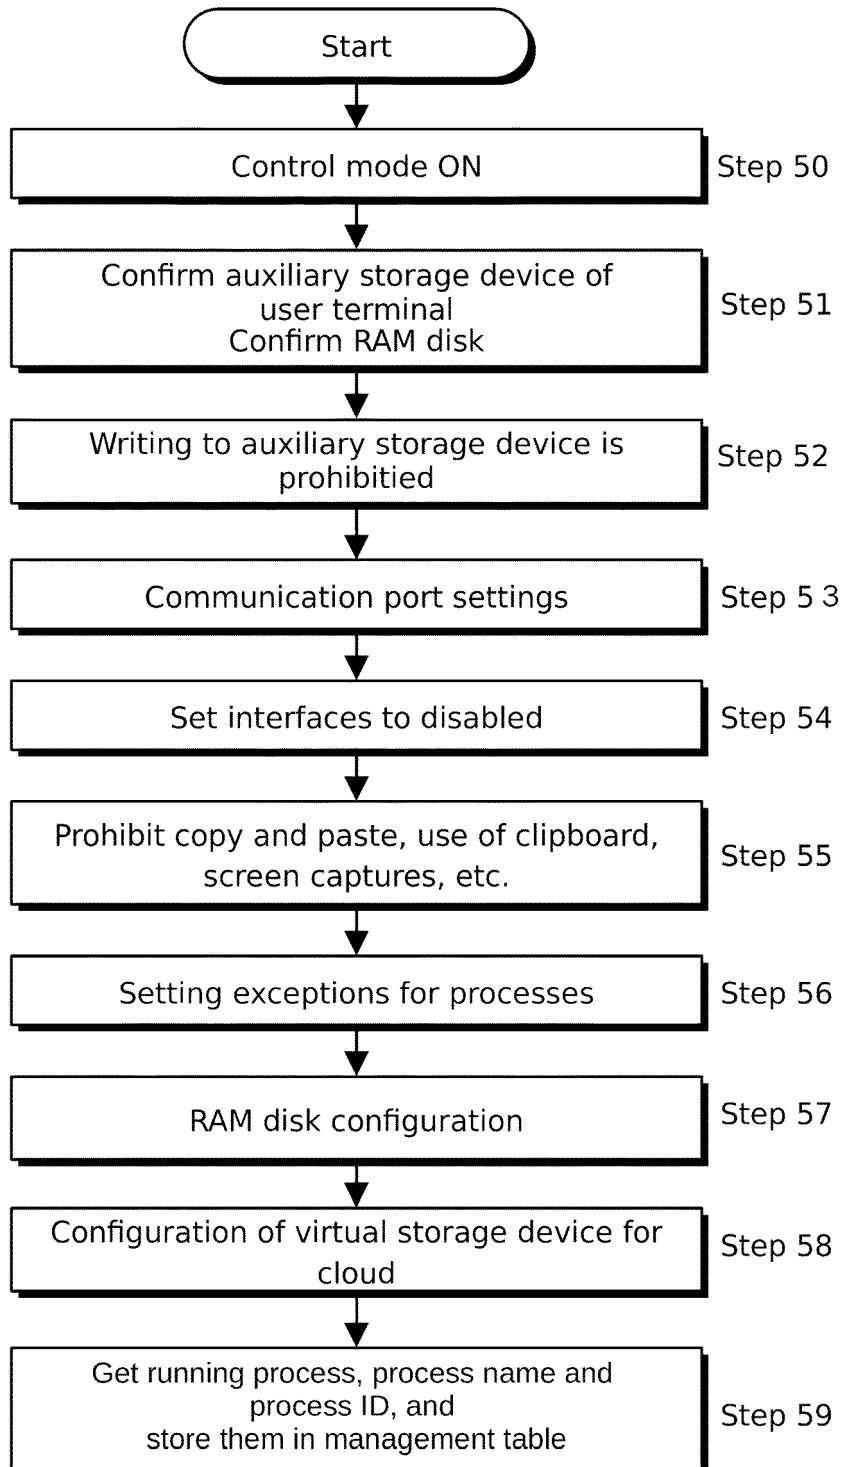 Start
Control mode ON
Step 50
Confirm auxiliary storage device of
user terminal
Confirm RAM disk
Step 51
Writing to auxiliary storage device is
prohibitied
Step 52
Communication port settings
Step 5 3
Set interfaces to disabled
Step 54
Prohibit copy and paste, use of clipboard,
screen captures, etc.
Step 55
Setting exceptions for processes
Step 56
RAM disk configuration
Step 57
Configuration of virtual storage device for
cloud
Step 58
Get running process, process name and
process ID, and
store them in management table
Step 59